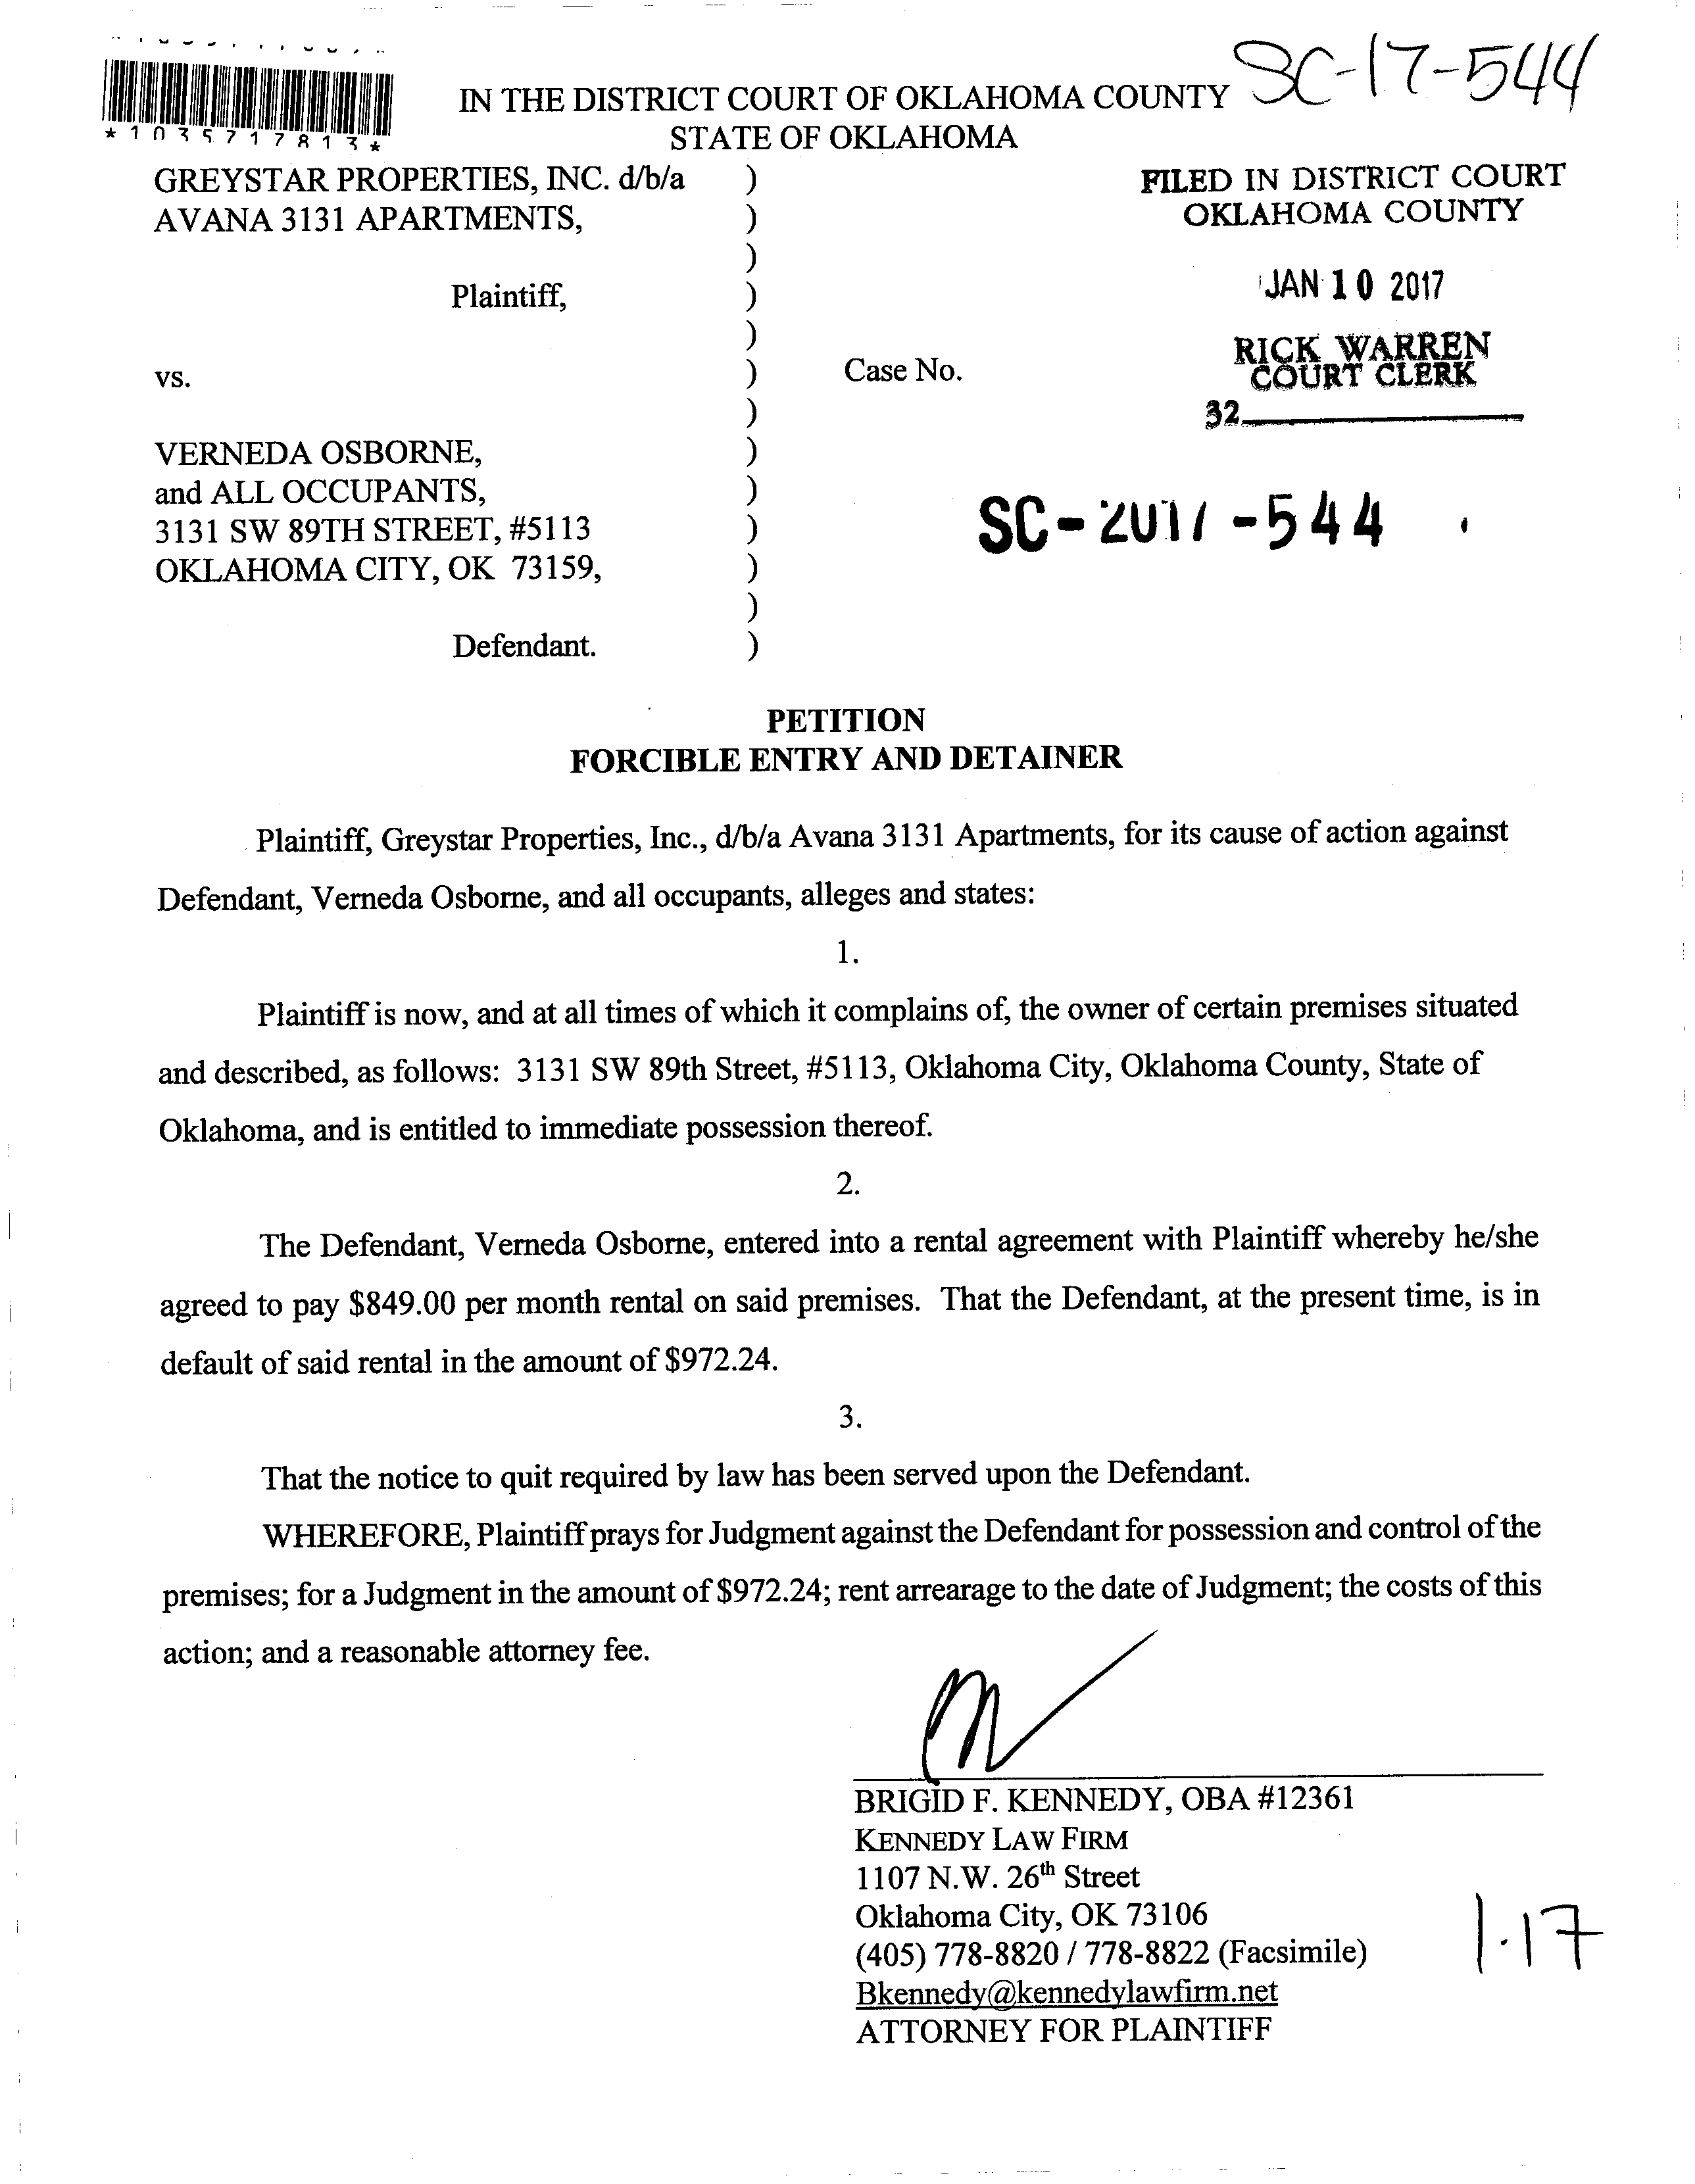 SC-17-544
*1035717813*
IN THE DISTRICT COURT OF OKLAHOMA COUNTY
STATE OF OKLAHOMA
GREYSTAR PROPERTIES, INC. d/b/a )
AVANA 3131 APARTMENTS, )
)
Plaintiff, )
)
vs. ) Case No.
)
VERNEDA OSBORNE, )
and ALL OCCUPANTS, )
3131 SW 89TH STREET, #5113 )
OKLAHOMA CITY, OK 73159, )
)
Defendant. )
FILED IN DISTRICT COURT
OKLAHOMA COUNTY
JAN 10 2017
RICK WARREN
COURT CLERK
32
SC-2017-544
PETITION
FORCIBLE ENTRY AND DETAINER
Plaintiff, Greystar Properties, Inc., d/b/a Avana 3131 Apartments, for its cause of action against
Defendant, Verneda Osborne, and all occupants, alleges and states:
1.
Plaintiff is now, and at all times of which it complains of, the owner of certain premises situated
and described, as follows: 3131 SW 89th Street, #5113, Oklahoma City, Oklahoma County, State of
Oklahoma, and is entitled to immediate possession thereof.
2.
The Defendant, Verneda Osborne, entered into a rental agreement with Plaintiff whereby he/she
agreed to pay $849.00 per month rental on said premises. That the Defendant, at the present time, is in
default of said rental in the amount of $972.24.
3.
That the notice to quit required by law has been served upon the Defendant.
WHEREFORE, Plaintiff prays for Judgment against the Defendant for possession and control of the
premises; for a Judgment in the amount of $972.24; rent arrearage to the date of Judgment; the costs of this
action; and a reasonable attorney fee.
BRIGID F. KENNEDY, OBA #12361
KENNEDY LAW FIRM
1107 N.W. 26th Street
Oklahoma City, OK 73106
(405) 778-8820 / 778-8822 (Facsimile)
Bkennedy@kennedylawfirm.net
ATTORNEY FOR PLAINTIFF
1.17